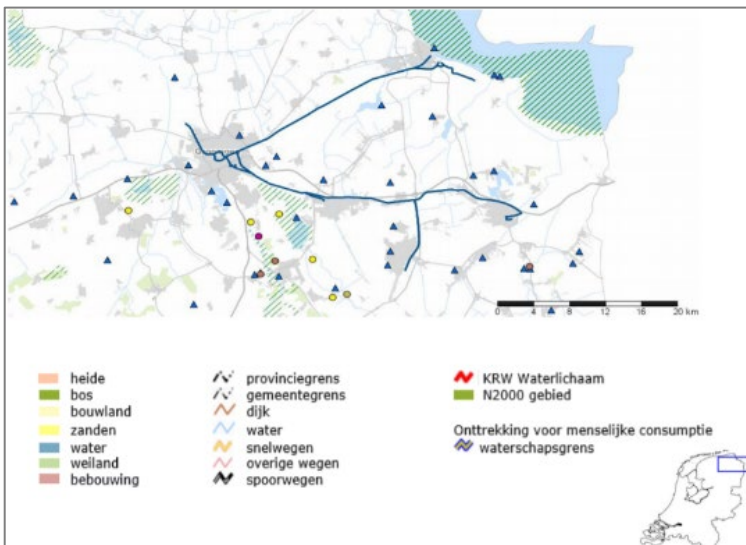 0 4 8 12 16 20 km
heide
bos
bouwland
zanden
water
weiland
bebouwing
provinciegrens
gemeentegrens
dijk
water
snelwegen
overige wegen
spoorwegen
KRW Waterlichaam
N2000 gebied
Onttrekking voor menselijke consumptie
waterschapsgrens